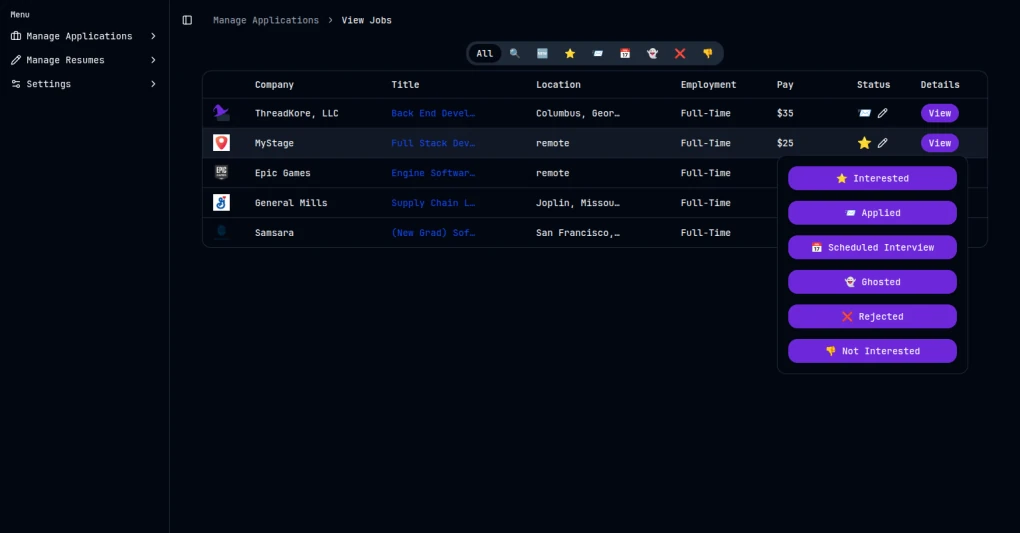 Menu
Manage Applications
Manage Resumes
Settings
Manage Applications > View Jobs
All
Company Title Location Employment Pay Status Details
ThreadKore, LLC Back End Devel… Columbus, Geor… Full-Time $35 View
MyStage Full Stack Dev… remote Full-Time $25 View
EPIC GAMES Epic Games Engine Softwar… remote Full-Time
General Mills Supply Chain L… Joplin, Missou… Full-Time
Samsara (New Grad) Sof… San Francisco,… Full-Time
Interested
Applied
Scheduled Interview
Ghosted
Rejected
Not Interested